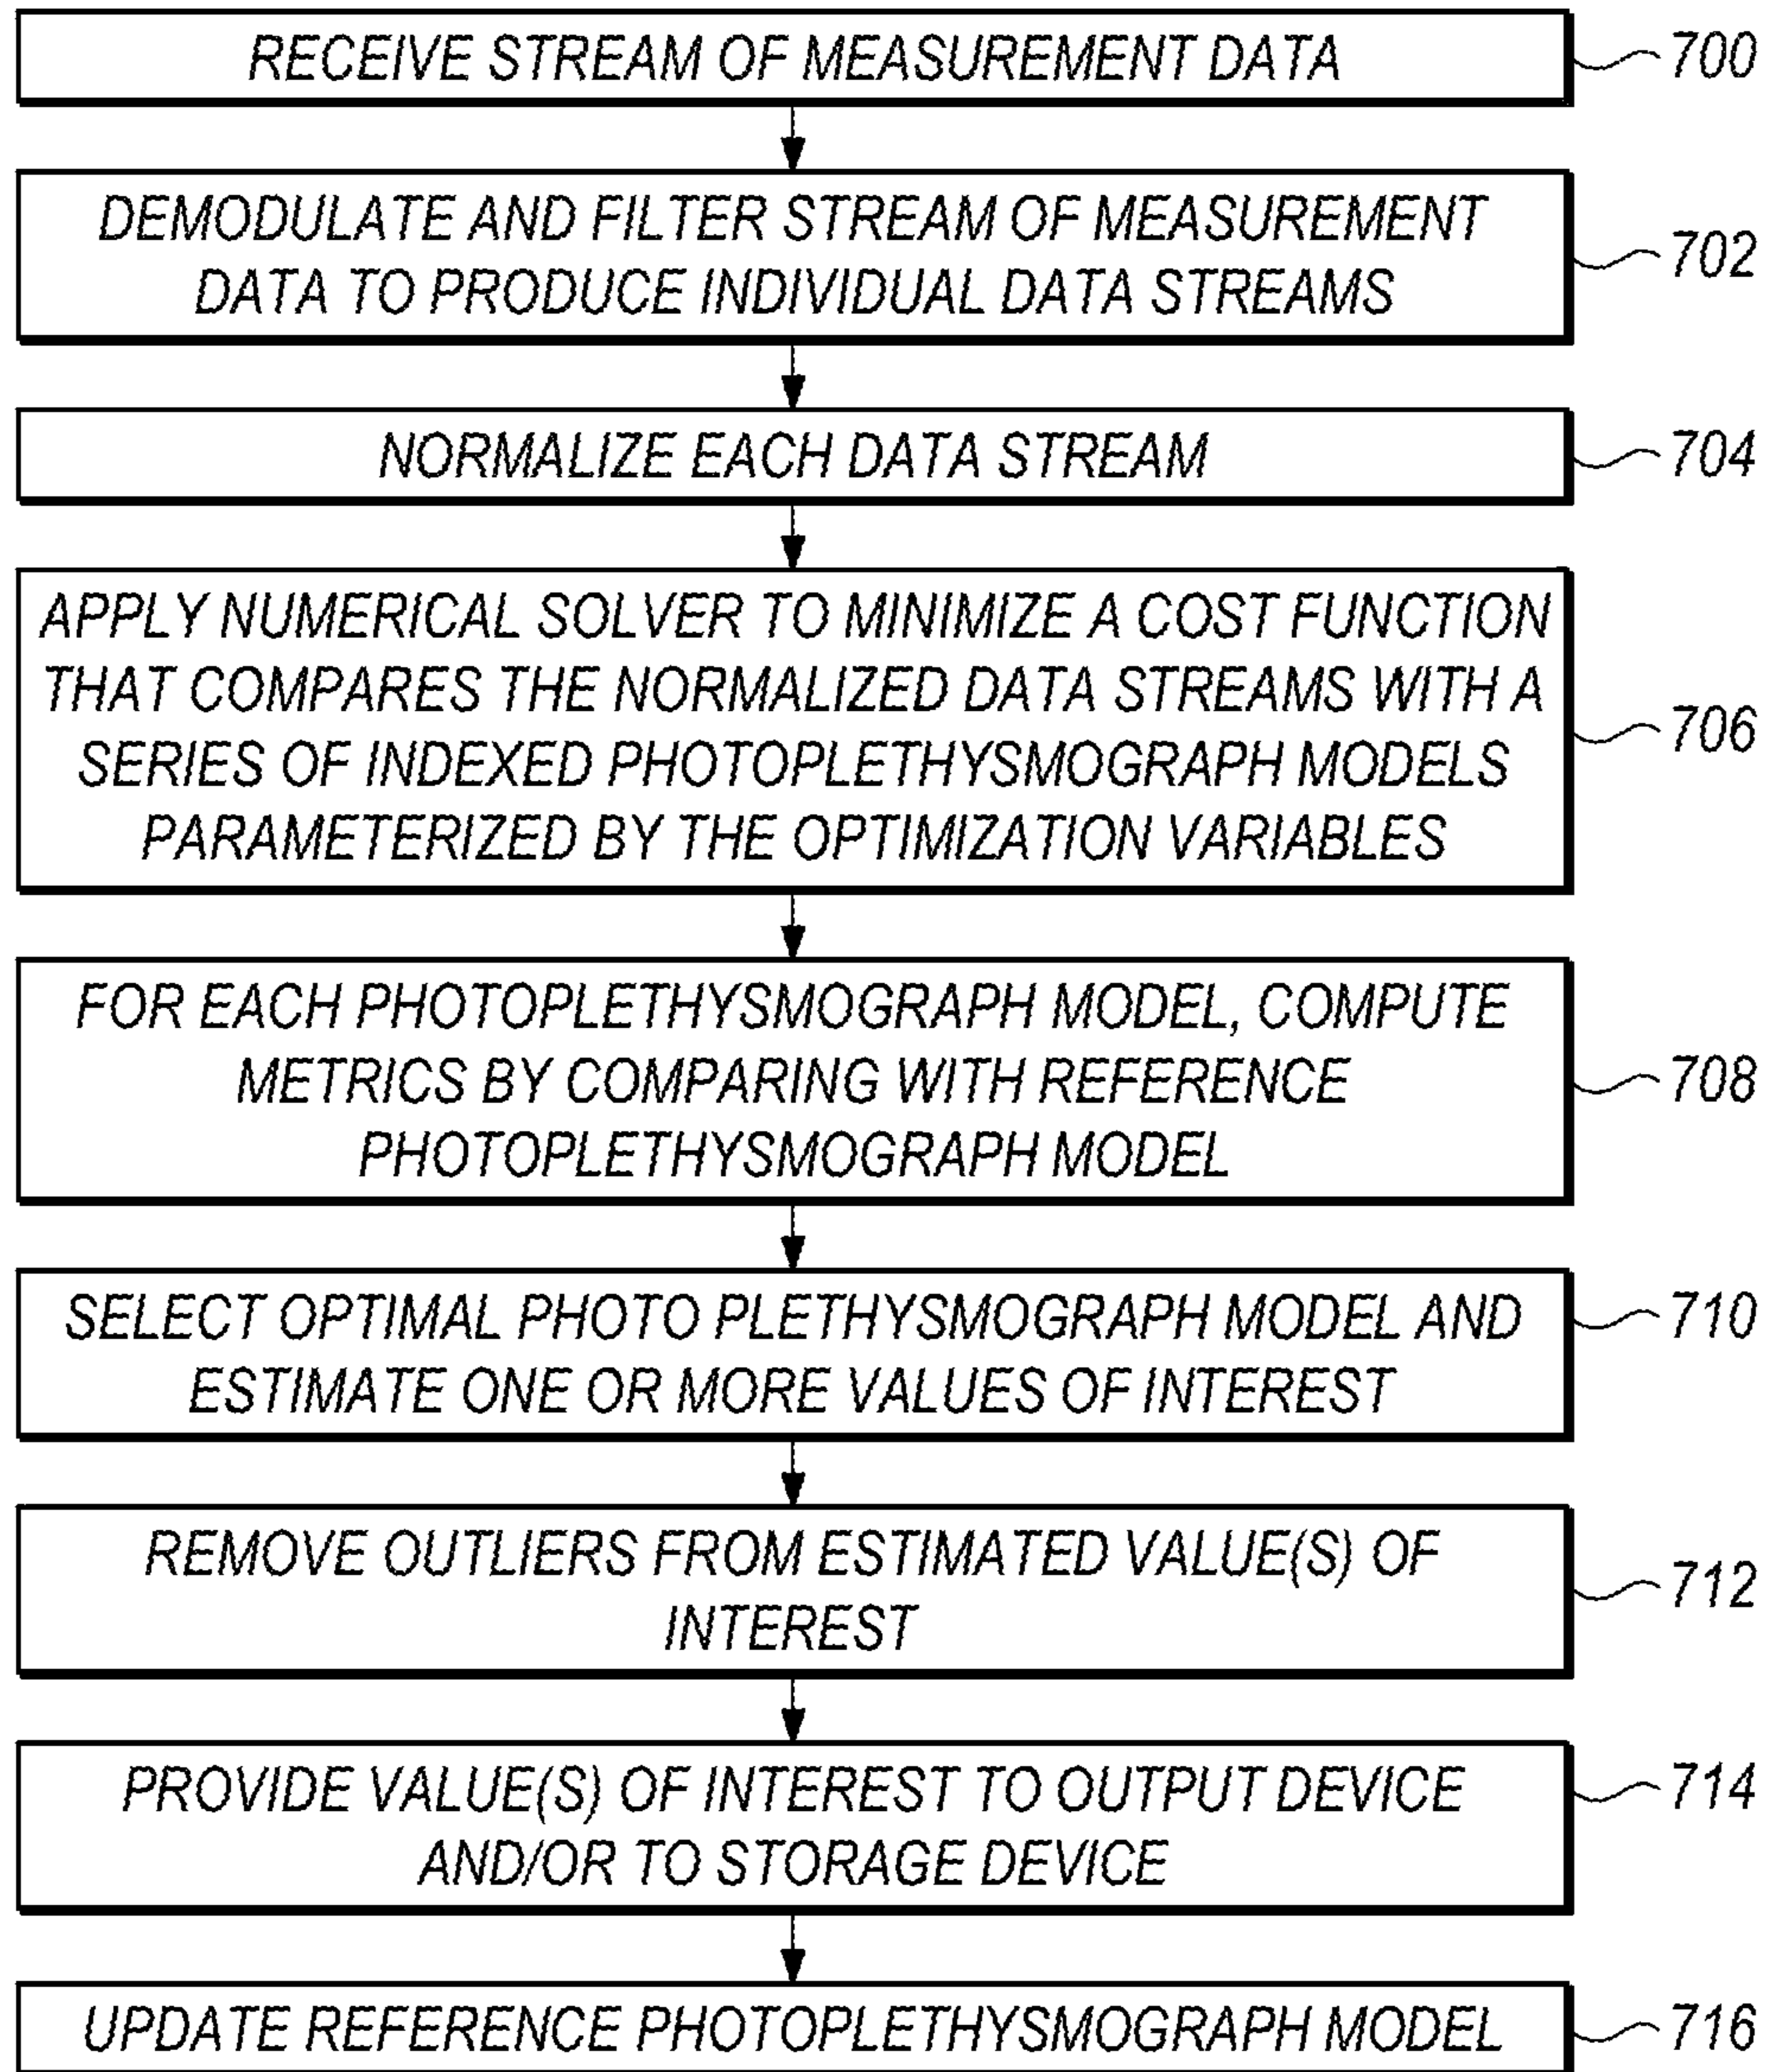 RECEIVE STREAM OF MEASUREMENT DATA
700
DEMODULATE AND FILTER STREAM OF MEASUREMENT
DATA TO PRODUCE INDIVIDUAL DATA STREAMS
702
NORMALIZE EACH DATA STREAM
704
APPLY NUMERICAL SOLVER TO MINIMIZE A COST FUNCTION
THAT COMPARES THE NORMALIZED DATA STREAMS WITH A
SERIES OF INDEXED PHOTOPLETHYSMOGRAPH MODELS
PARAMETERIZED BY THE OPTIMIZATION VARIABLES
706
FOR EACH PHOTOPLETHYSMOGRAPH MODEL, COMPUTE
METRICS BY COMPARING WITH REFERENCE
PHOTOPLETHYSMOGRAPH MODEL
708
SELECT OPTIMAL PHOTO PLETHYSMOGRAPH MODEL AND
ESTIMATE ONE OR MORE VALUES OF INTEREST
710
REMOVE OUTLIERS FROM ESTIMATED VALUE(S) OF
INTEREST
712
PROVIDE VALUE(S) OF INTEREST TO OUTPUT DEVICE
AND/OR TO STORAGE DEVICE
714
UPDATE REFERENCE PHOTOPLETHYSMOGRAPH MODEL
716